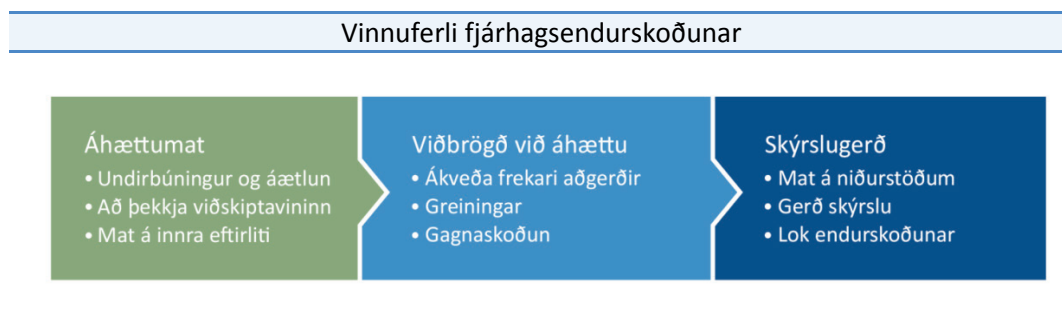 Vinnuferli fjárhagsendurskoðunar
Áhættumat
• Undirbúningur og áætlun
• Að þekkja viðskiptavininn
• Mat á innra eftirliti
Viðbrögð við áhættu
• Ákveða frekari aðgerðir
• Greiningar
• Gagnaskoðun
Skýrslugerð
• Mat á niðurstöðum
• Gerð skýrslu
• Lok endurskoðunar